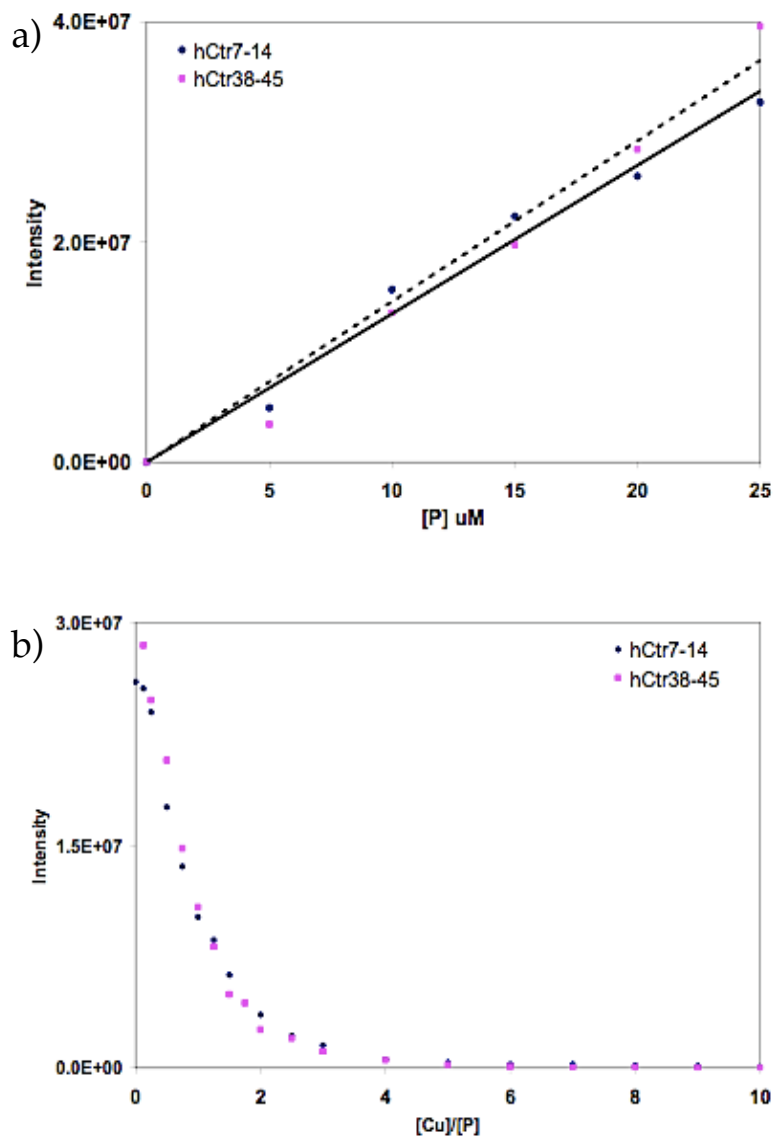 a)
4.0E+07
hCtr7-14
hCtr38-45
Intensity
2.0E+07
0.0E+00
0 5 10 15 20 25
[P] uM
b)
3.0E+07
hCtr7-14
hCtr38-45
Intensity
1.5E+07
0.0E+00
0 2 4 6 8 10
[Cu]/[P]